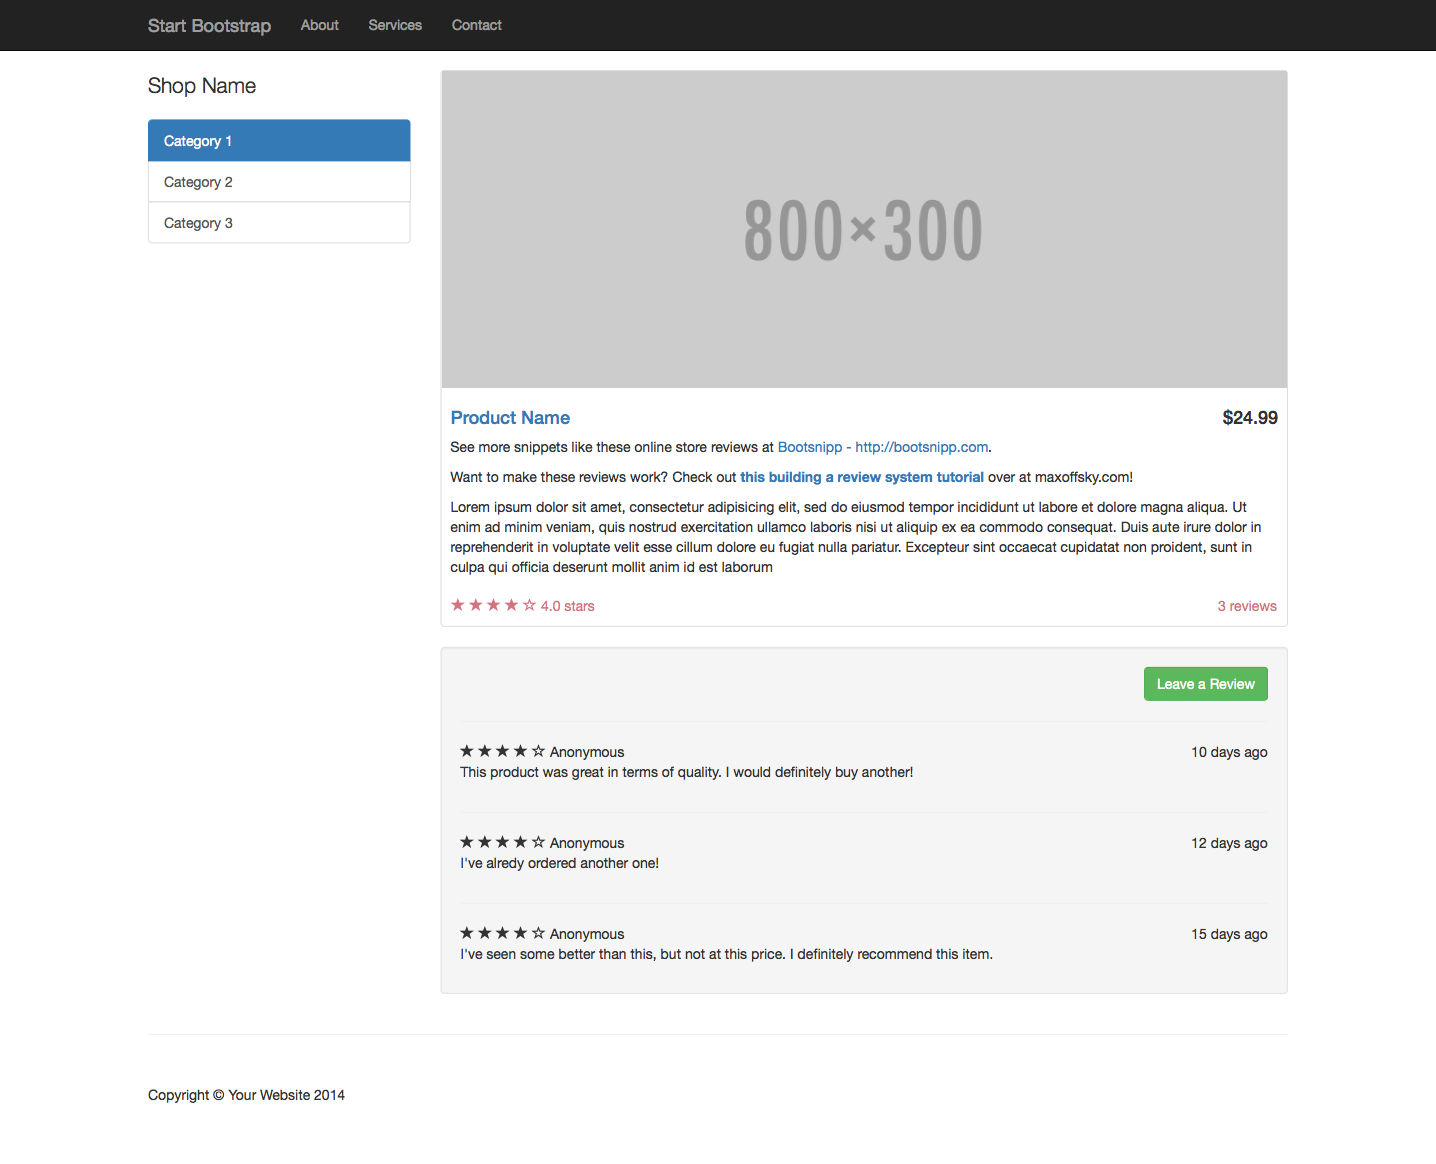 Start Bootstrap About Services Contact
Shop Name
Category 1
Category 2
Category 3
800×300
Product Name $24.99
See more snippets like these online store reviews at Bootsnipp - http://bootsnipp.com.
Want to make these reviews work? Check out this building a review system tutorial over at maxoffsky.com!
Lorem ipsum dolor sit amet, consectetur adipisicing elit, sed do eiusmod tempor incididunt ut labore et dolore magna aliqua. Ut
enim ad minim veniam, quis nostrud exercitation ullamco laboris nisi ut aliquip ex ea commodo consequat. Duis aute irure dolor in
reprehenderit in voluptate velit esse cillum dolore eu fugiat nulla pariatur. Excepteur sint occaecat cupidatat non proident, sunt in
culpa qui officia deserunt mollit anim id est laborum
★ ★ ★ ★ ☆ 4.0 stars 3 reviews
Leave a Review
★ ★ ★ ★ ☆ Anonymous 10 days ago
This product was great in terms of quality. I would definitely buy another!
★ ★ ★ ★ ☆ Anonymous 12 days ago
I've alredy ordered another one!
★ ★ ★ ★ ☆ Anonymous 15 days ago
I've seen some better than this, but not at this price. I definitely recommend this item.
Copyright © Your Website 2014